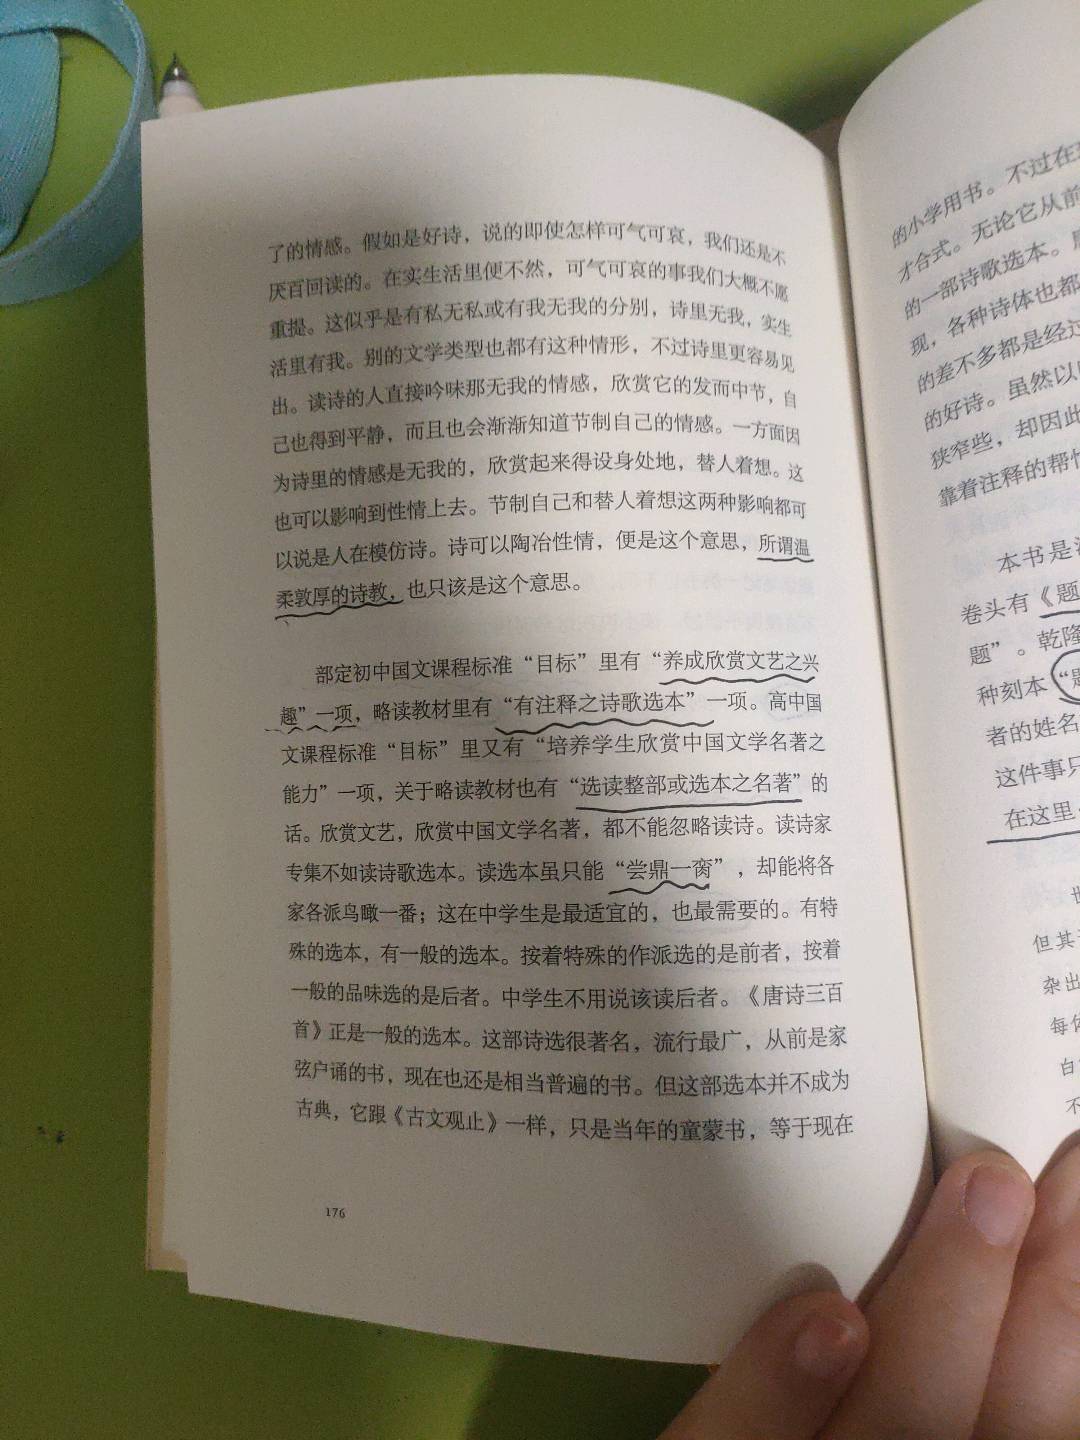 了的情感。假如是好诗，说的即使怎样可气可哀，我们还是不
厌百回读的。在实生活里便不然，可气可哀的事我们大概不愿
重提。这似乎是有私无私或有我无我的分别，诗里无我，实生
活里有我。别的文学类型也都有这种情形，不过诗里更容易见
出。读诗的人直接吟味那无我的情感，欣赏它的发而中节，自
己也得到平静，而且也会渐渐知道节制自己的情感。一方面因
为诗里的情感是无我的，欣赏起来得设身处地，替人着想。这
也可以影响到性情上去。节制自己和替人着想这两种影响都可
以说是人在模仿诗。诗可以陶冶性情，便是这个意思，所谓温
柔敦厚的诗教，也只该是这个意思。
部定初中国文课程标准“目标”里有“养成欣赏文艺之兴
趣”一项，略读教材里有“有注释之诗歌选本”一项。高中国
文课程标准“目标”里又有“培养学生欣赏中国文学名著之
能力”一项，关于略读教材也有“选读整部或选本之名著”的
话。欣赏文艺，欣赏中国文学名著，都不能忽略读诗。读诗家
专集不如读诗歌选本。读选本虽只能“尝鼎一脔”，却能将各
家各派鸟瞰一番；这在中学生是最适宜的，也最需要的。有特
殊的选本，有一般的选本。按着特殊的作派选的是前者，按着
一般的品味选的是后者。中学生不用说该读后者。《唐诗三百
首》正是一般的选本。这部诗选很著名，流行最广，从前是家
弦户诵的书，现在也还是相当普遍的书。但这部选本并不成为
古典，它跟《古文观止》一样，只是当年的童蒙书，等于现在
176
的小学用书。不过在
才合式。无论它从前
的一部诗歌选本。
现，各种诗体也都
的差不多都是经过
的好诗。虽然以
狭窄些，却因此
靠着注释的帮
本书是
卷头有《题
题”。乾隆
种刻本“
者的姓名
这件事只
在这里
但其
杂出
每体
白
不